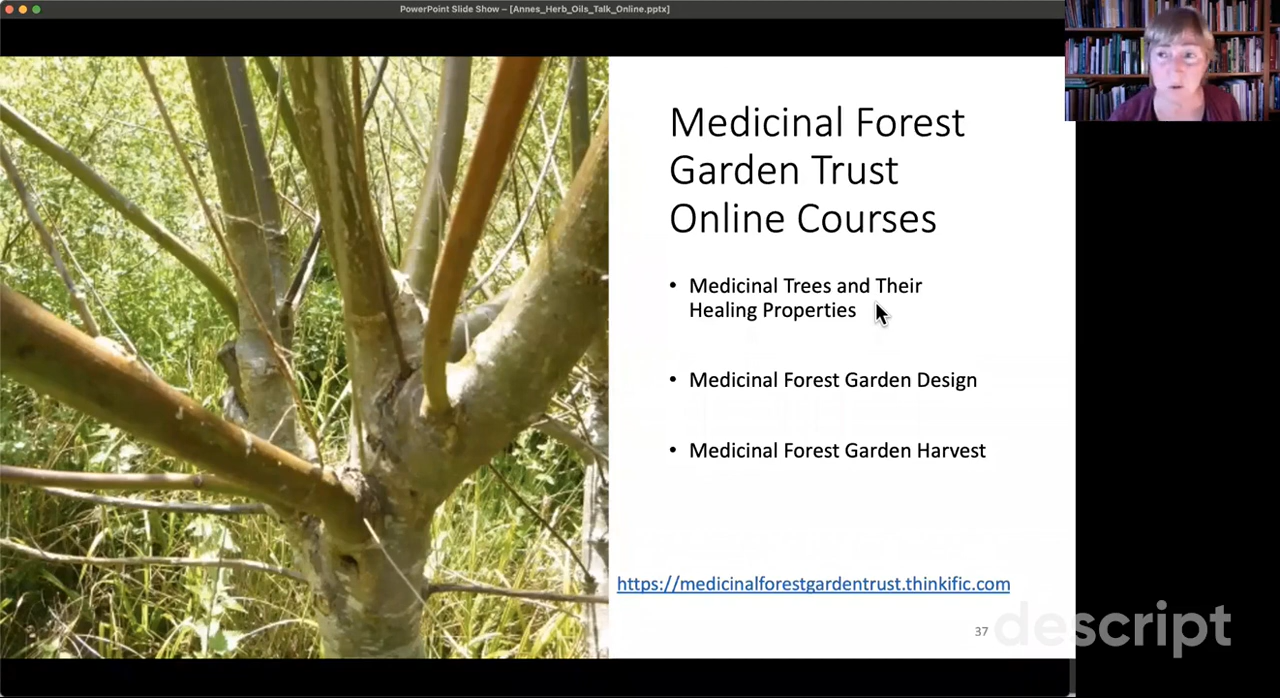 PowerPoint Slide Show – [Annes_Herb_Oils_Talk_Online.pptx]
Medicinal Forest
Garden Trust
Online Courses
• Medicinal Trees and Their
Healing Properties
• Medicinal Forest Garden Design
• Medicinal Forest Garden Harvest
https://medicinalforestgardentrust.thinkific.com
37
descript